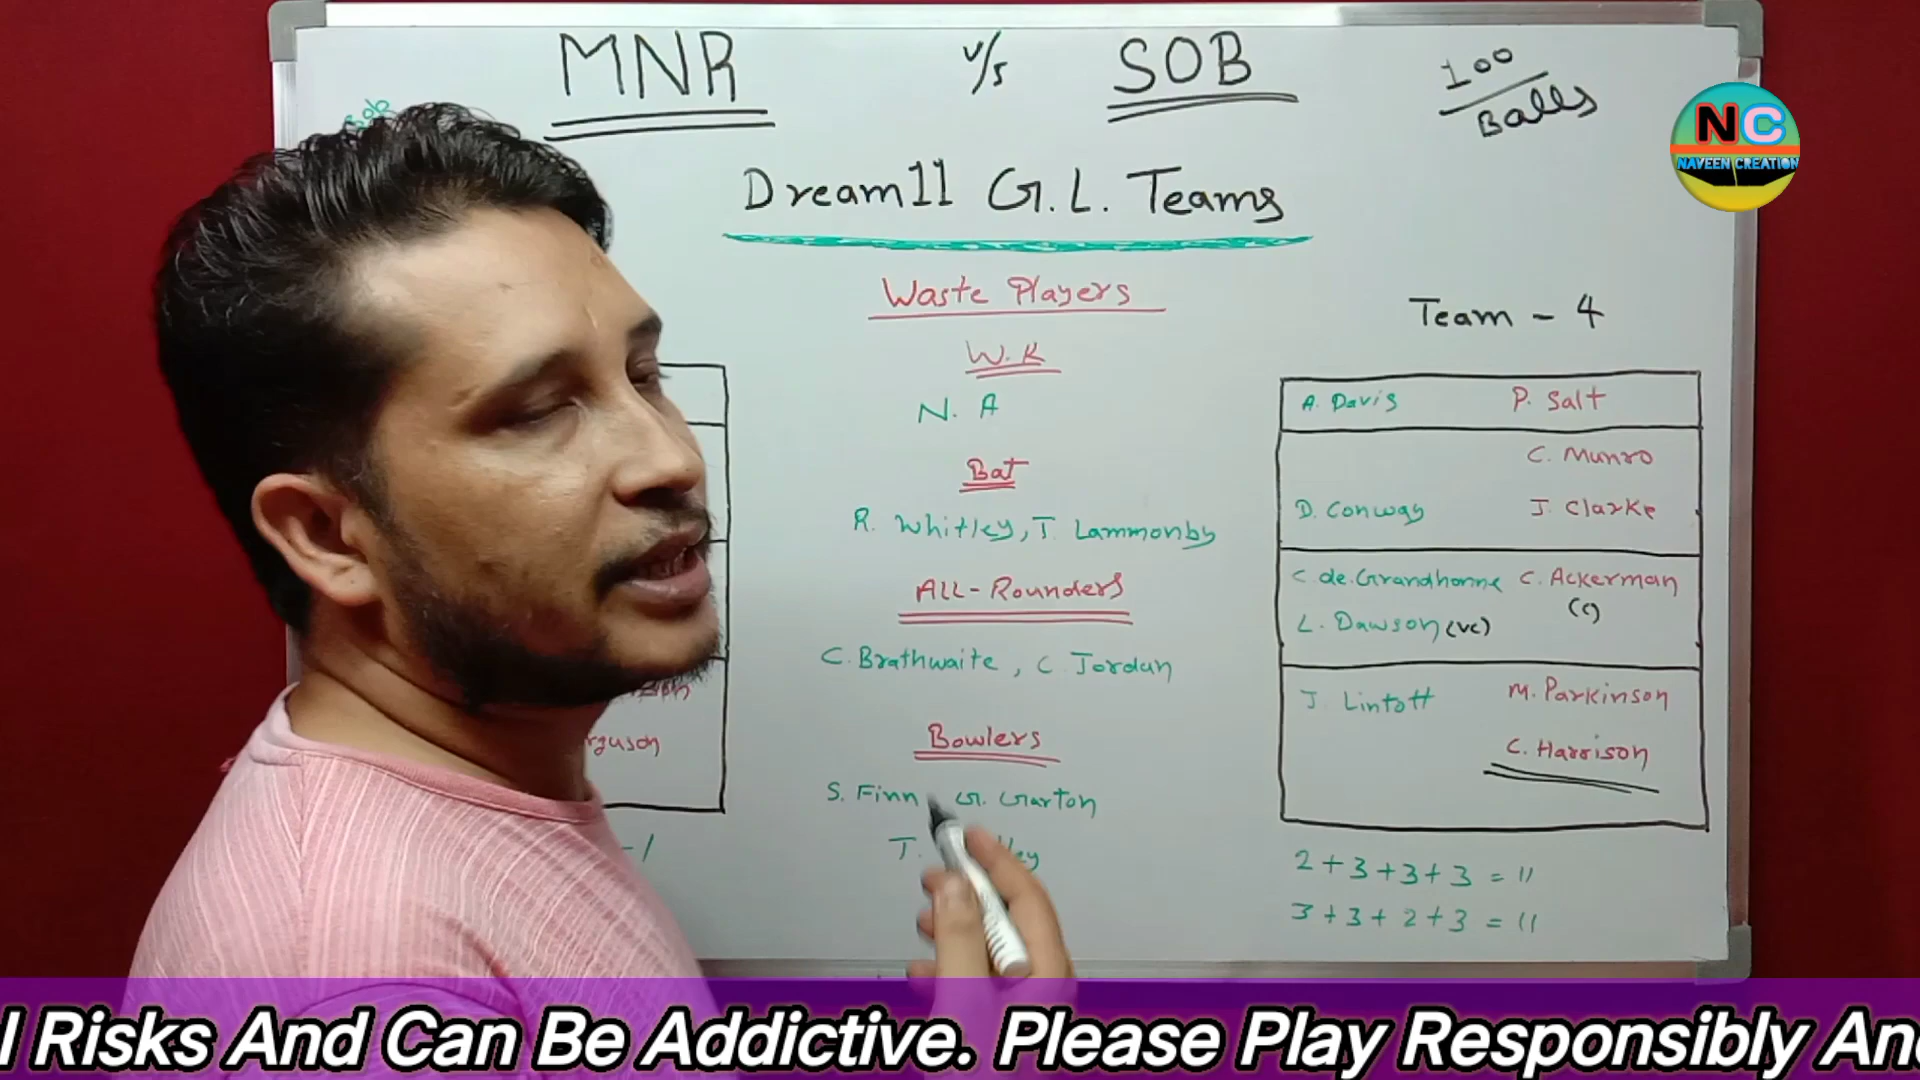 MNR V/S SOB 100
Balls
NC
NAVEEN CREATION
Dream11 G.L. Teams
Waste Players
W.K
N. A
Bat
R. Whitley, T. Lammonby
ALL-Rounders
C. Brathwaite, C Jordan
Bowlers
S. Finn G. Garton
T.
Team - 4
A. Davis P. Salt
C. Munro
D. Conway J. Clarke
C de. Grandhomne C. Ackerman
(C)
L. Dawson (VC)
J. Lintott M. Parkinson
C. Harrison
2+3+3+3 = 11
3+3+2+3 = 11
Risks And Can Be Addictive. Please Play Responsibly An